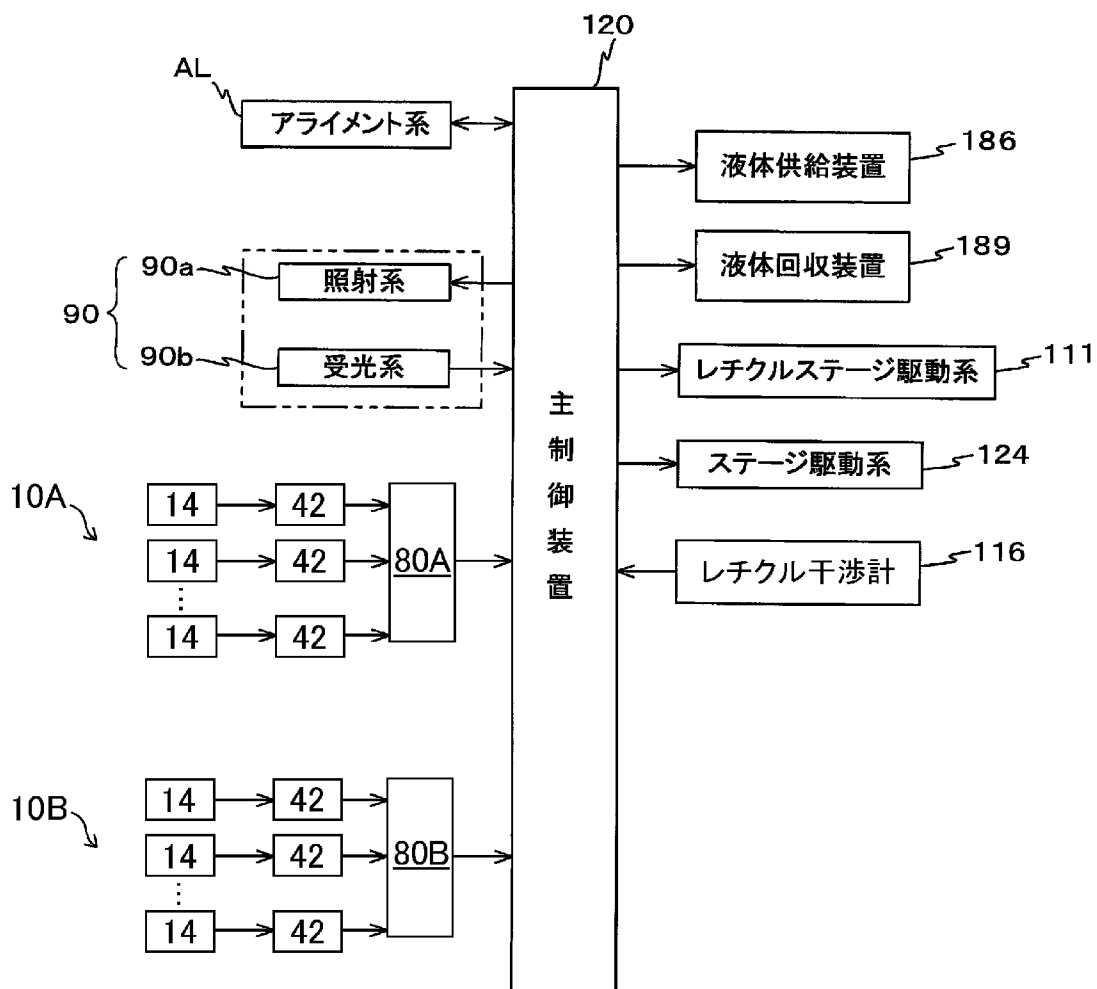 120
AL
アライメント系
液体供給装置
186
90
90a
照射系
液体回収装置
189
90b
受光系
レチクルステージ駆動系
111
主制御装置
ステージ駆動系
124
10A
14
42
14
42
80A
レチクル干渉計
116
14
42
10B
14
42
14
42
80B
14
42